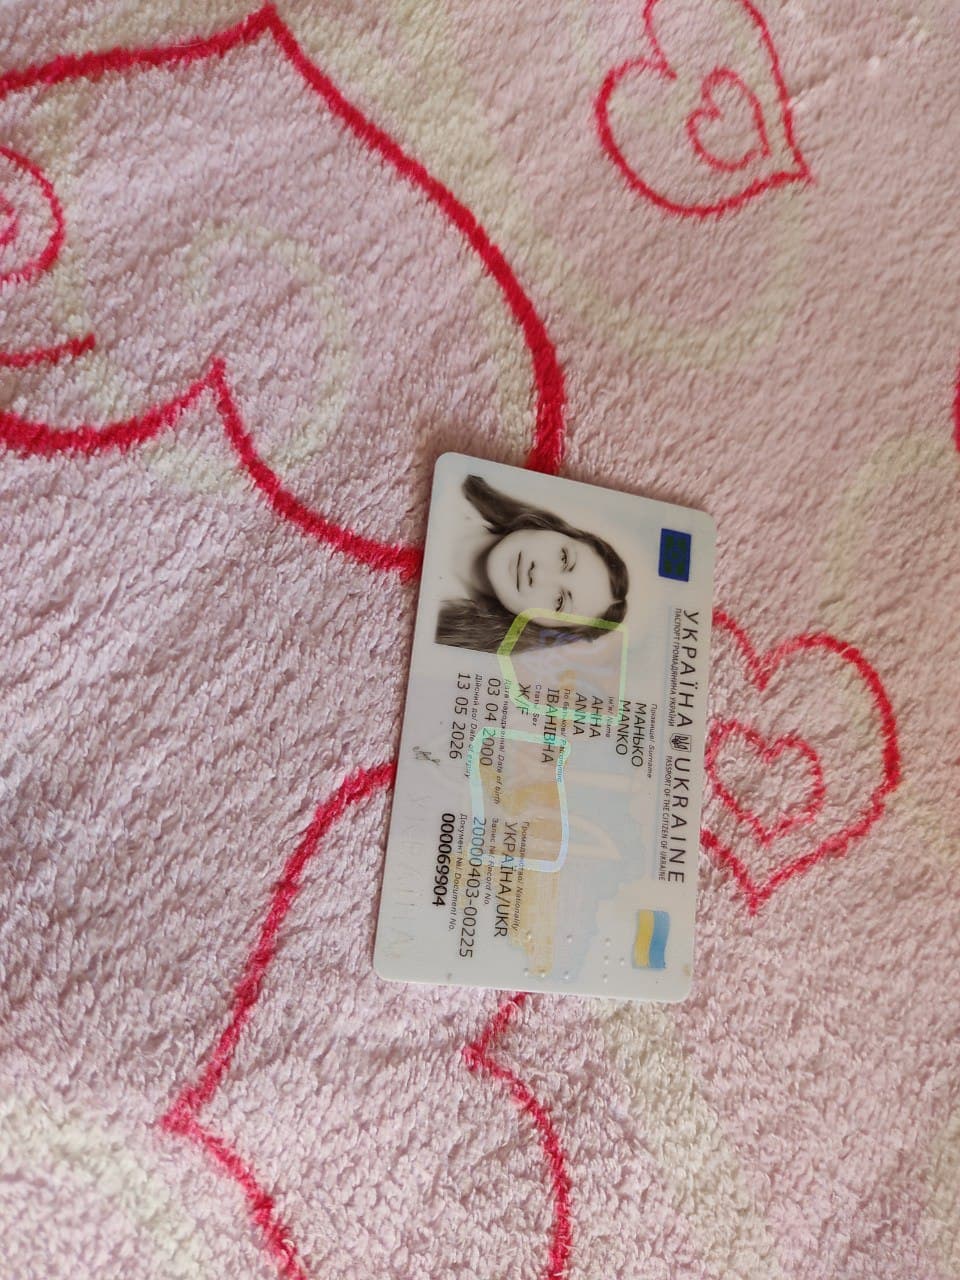 УКРАЇНА UKRAINE
ПАСПОРТ ГРОМАДЯНИНА УКРАЇНИ PASSPORT OF THE CITIZEN OF UKRAINE
Прізвище/ Surname
МАНЬКО
MANKO
Ім'я/ Name
АННА
ANNA
По батькові/ Patronymic
ІВАНІВНА
Стать/ Sex
Ж/F
Громадянство/ Nationality
УКРАЇНА/UKR
Дата народження/ Date of birth
03 04 2000
Запис №/ Record No.
20000403-00225
Дійсний до/ Date of expiry
13 05 2026
Документ №/ Document No.
000069904